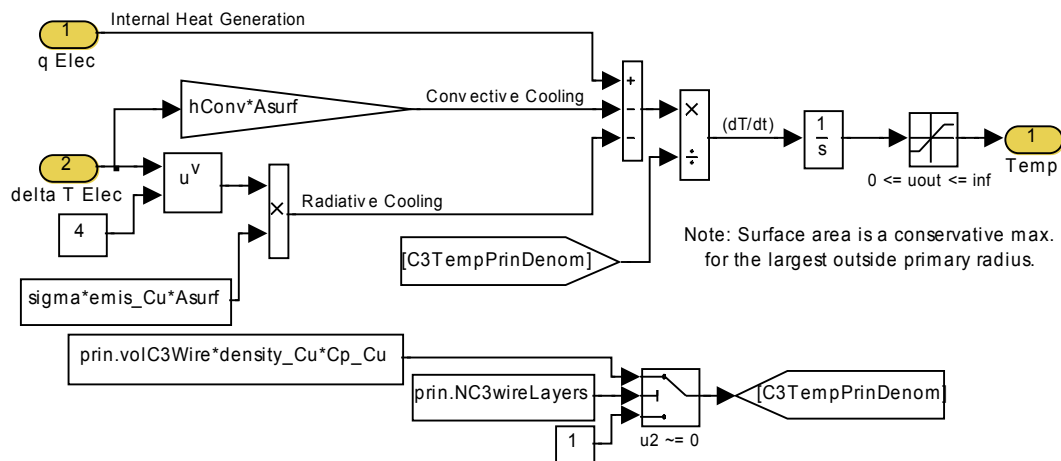 1
Internal Heat Generation
q Elec
hConv*Asurf
Convective Cooling
+
-
-
×
÷
(dT/dt)
1
s
0 <= uout <= inf
1
Temp
2
delta T Elec
u^v
4
×
Radiative Cooling
[C3TempPrinDenom]
Note: Surface area is a conservative max.
for the largest outside primary radius.
sigma*emis_Cu*Asurf
prin.volC3Wire*density_Cu*Cp_Cu
prin.NC3wireLayers
1
u2 ~= 0
[C3TempPrinDenom]